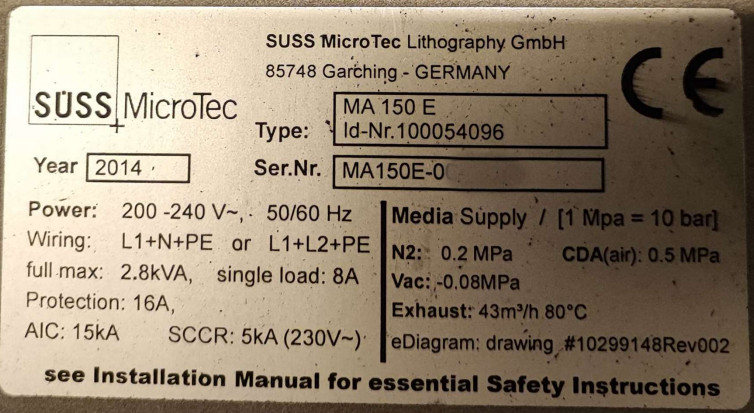 SUSS MicroTec Lithography GmbH
85748 Garching - GERMANY
SUSS MicroTec
Type: MA 150 E
Id-Nr.100054096
Year 2014
Ser.Nr. MA150E-0
Power: 200 -240 V~, 50/60 Hz
Wiring: L1+N+PE or L1+L2+PE
full max: 2.8kVA, single load: 8A
Protection: 16A,
AIC: 15kA SCCR: 5kA (230V~)
Media Supply / [1 Mpa = 10 bar]
N2: 0.2 MPa CDA(air): 0.5 MPa
Vac: -0.08MPa
Exhaust: 43m³/h 80°C
eDiagram: drawing #10299148Rev002
see Installation Manual for essential Safety Instructions
CE